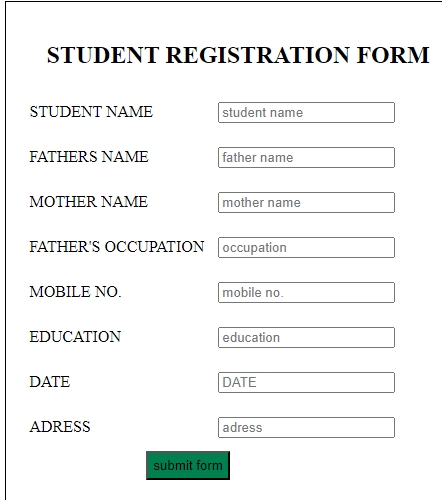 STUDENT REGISTRATION FORM
STUDENT NAME student name
FATHERS NAME father name
MOTHER NAME mother name
FATHER'S OCCUPATION occupation
MOBILE NO. mobile no.
EDUCATION education
DATE DATE
ADRESS adress
submit form